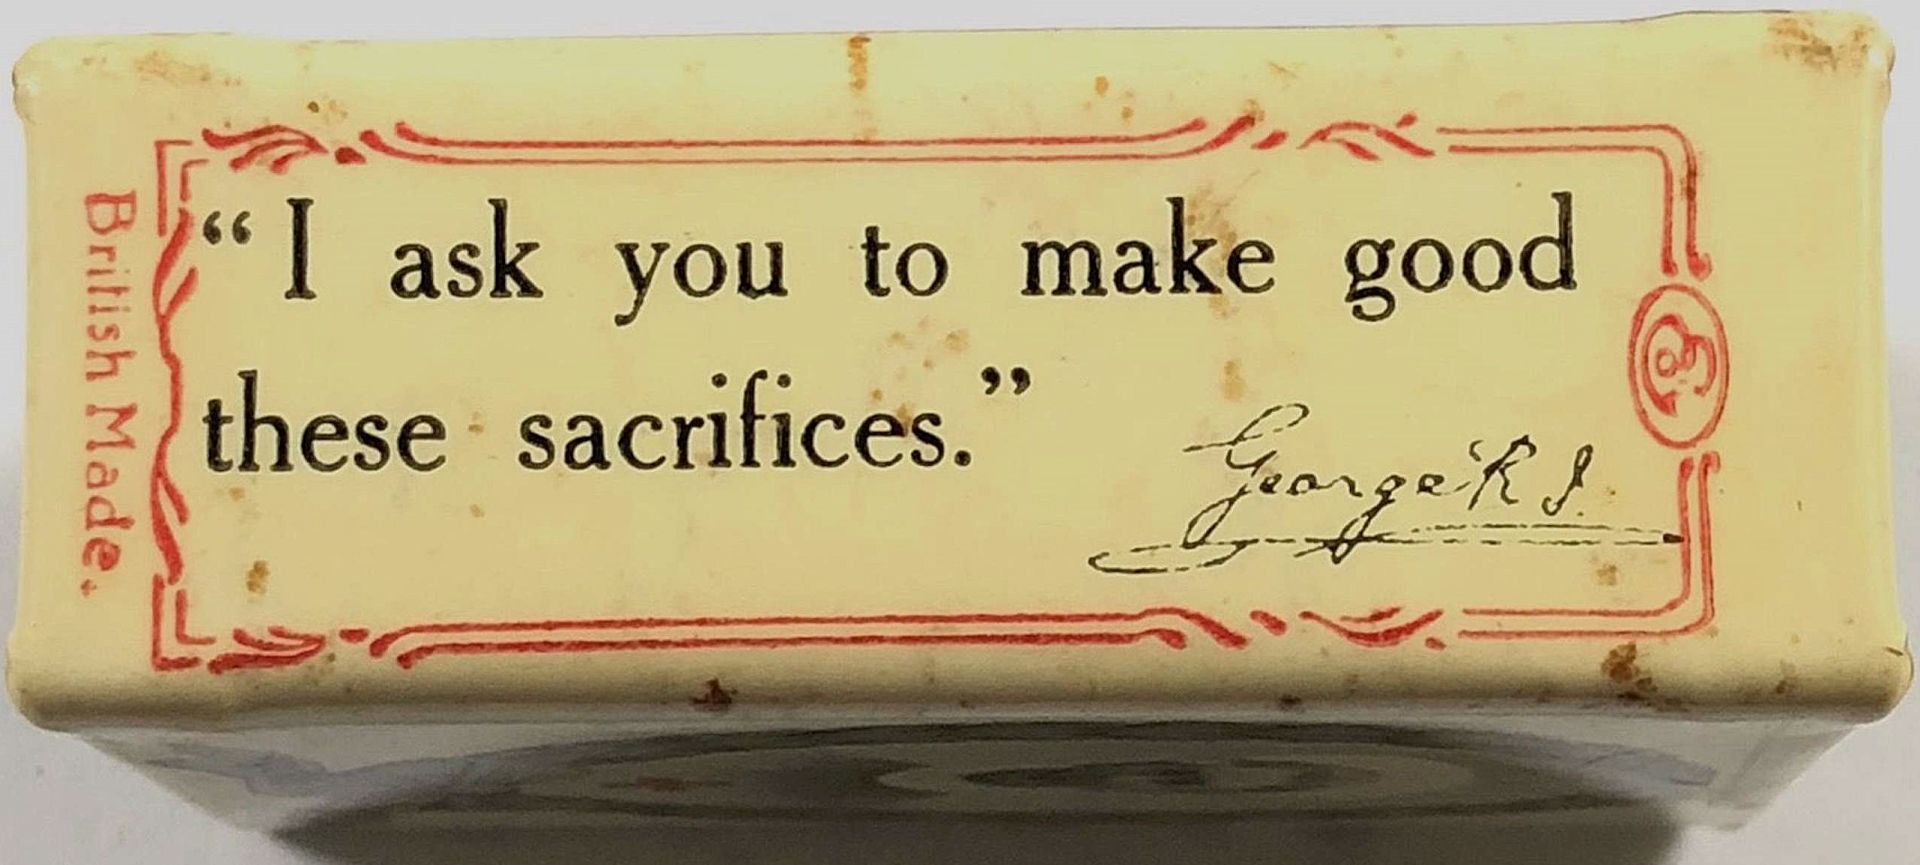 “I ask you to make good
these sacrifices.”
George R I.
British Made.